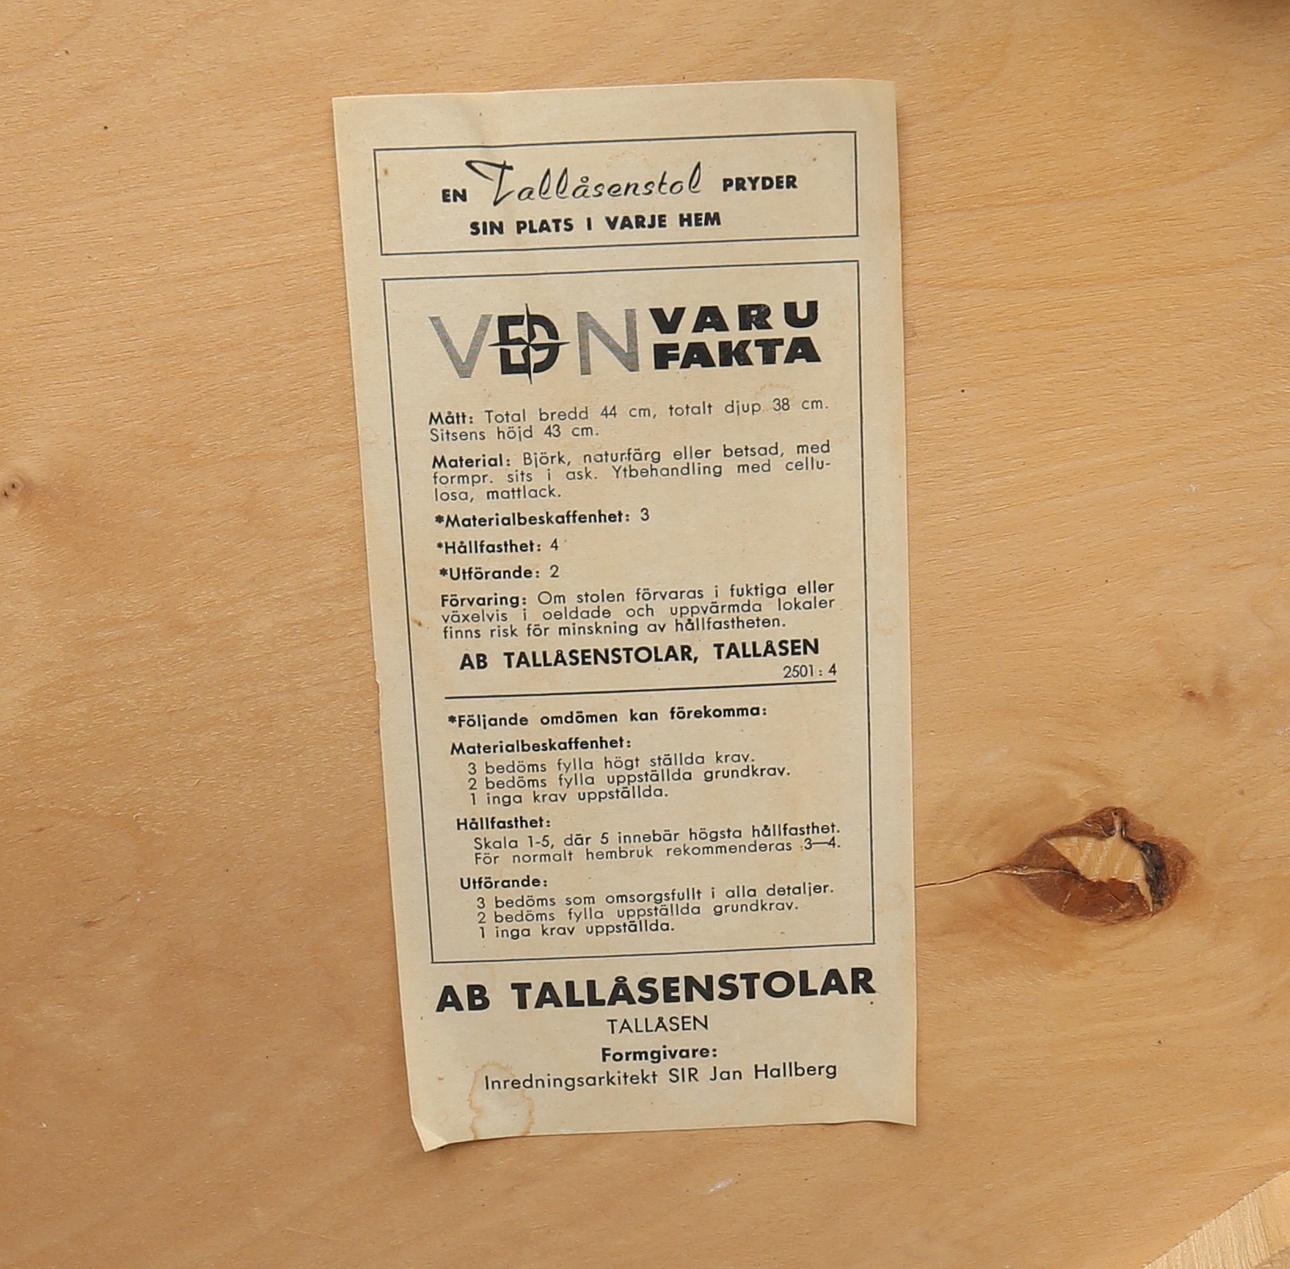 EN Tallåsenstol PRYDER
SIN PLATS I VARJE HEM
VDN VARU
FAKTA
Mått: Total bredd 44 cm, totalt djup 38 cm.
Sitsens höjd 43 cm.
Material: Björk, naturfärg eller betsad, med
formpr. sits i ask. Ytbehandling med cellu-
losa, mattlack.
*Materialbeskaffenhet: 3
*Hållfasthet: 4
*Utförande: 2
Förvaring: Om stolen förvaras i fuktiga eller
växelvis i oeldade och uppvärmda lokaler
finns risk för minskning av hållfastheten.
AB TALLÅSENSTOLAR, TALLÅSEN
2501: 4
*Följande omdömen kan förekomma:
Materialbeskaffenhet:
3 bedöms fylla högt ställda krav.
2 bedöms fylla uppställda grundkrav.
1 inga krav uppställda.
Hållfasthet:
Skala 1-5, där 5 innebär högsta hållfasthet.
För normalt hembruk rekommenderas 3—4.
Utförande:
3 bedöms som omsorgsfullt i alla detaljer.
2 bedöms fylla uppställda grundkrav.
1 inga krav uppställda.
AB TALLÅSENSTOLAR
TALLÅSEN
Formgivare:
Inredningsarkitekt SIR Jan Hallberg